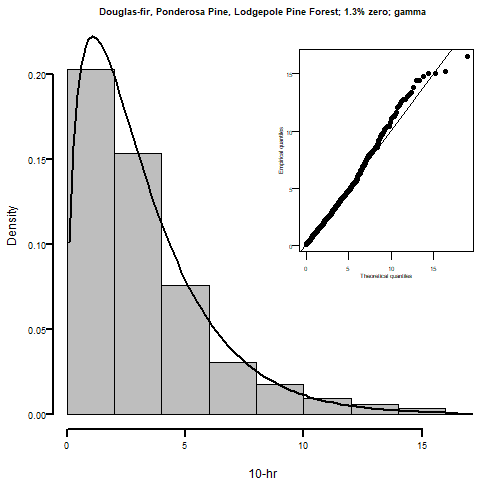 Douglas-fir, Ponderosa Pine, Lodgepole Pine Forest; 1.3% zero; gamma
Density
0.20
0.15
0.10
0.05
0.00
0 5 10 15
10-hr
Empirical quantiles
15
10
5
0
0 5 10 15
Theoretical quantiles